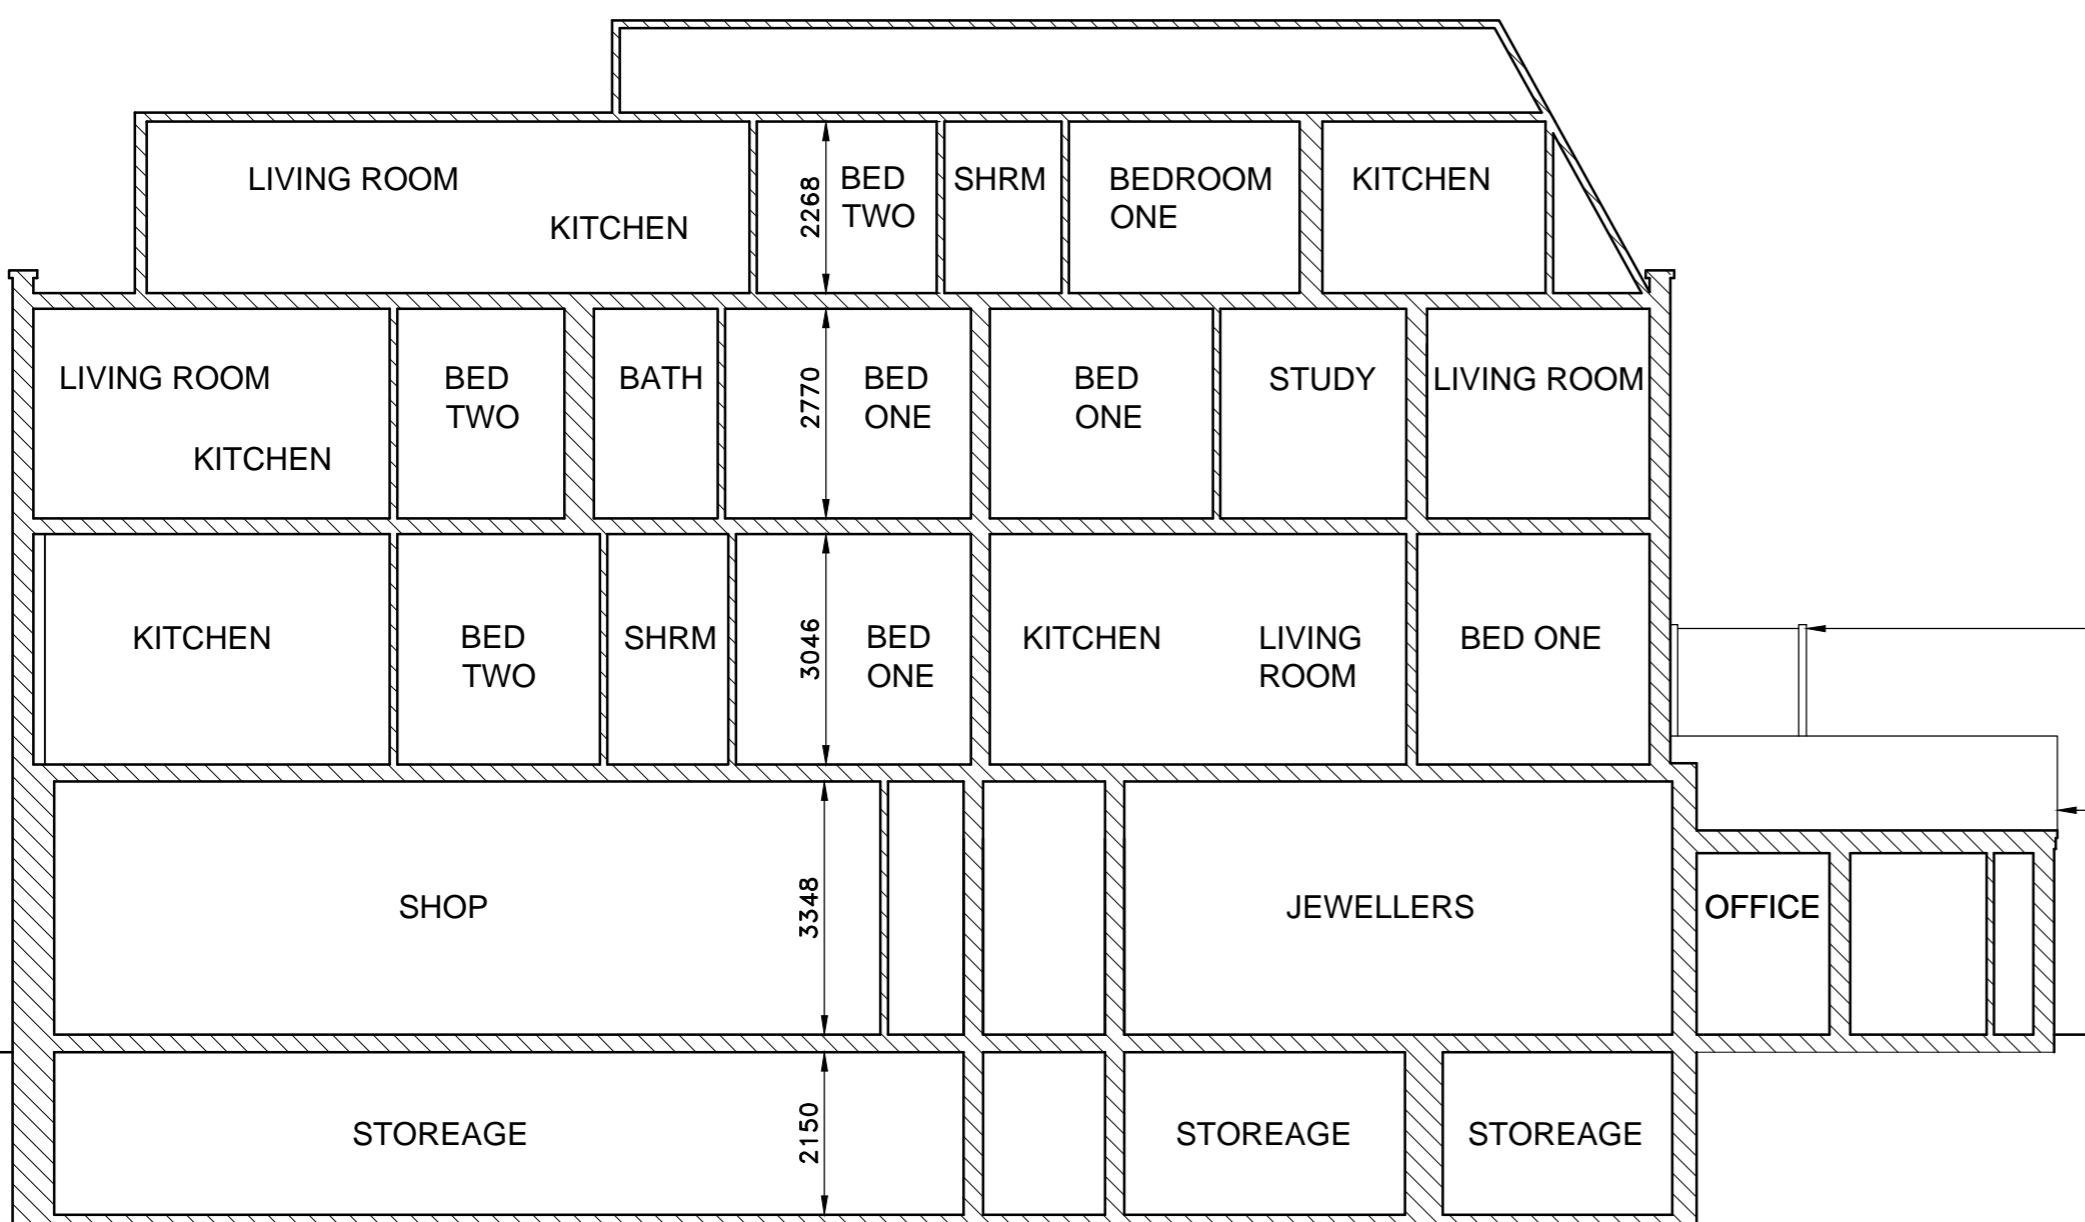 LIVING ROOM
KITCHEN
2268
BED
TWO
SHRM
BEDROOM
ONE
KITCHEN
LIVING ROOM
KITCHEN
BED
TWO
BATH
2770
BED
ONE
BED
ONE
STUDY
LIVING ROOM
KITCHEN
BED
TWO
SHRM
3046
BED
ONE
KITCHEN
LIVING
ROOM
BED ONE
SHOP
3348
JEWELLERS
OFFICE
STOREAGE
2150
STOREAGE
STOREAGE